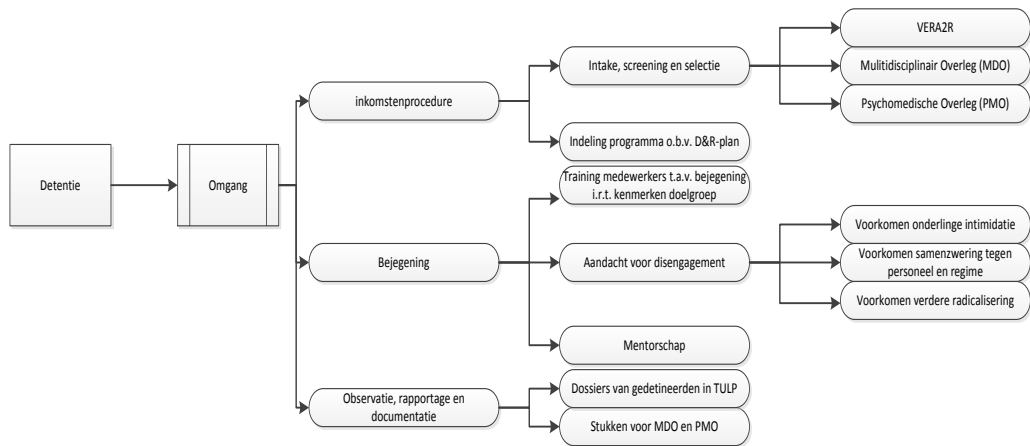 Detentie
Omgang
inkomstenprocedure
Intake, screening en selectie
VERA2R
Mulitidisciplinair Overleg (MDO)
Psychomedische Overleg (PMO)
Indeling programma o.b.v. D&R-plan
Bejegening
Training medewerkers t.a.v. bejegening
i.r.t. kenmerken doelgroep
Aandacht voor disengagement
Voorkomen onderlinge intimidatie
Voorkomen samenzwering tegen
personeel en regime
Voorkomen verdere radicalisering
Mentorschap
Observatie, rapportage en
documentatie
Dossiers van gedetineerden in TULP
Stukken voor MDO en PMO